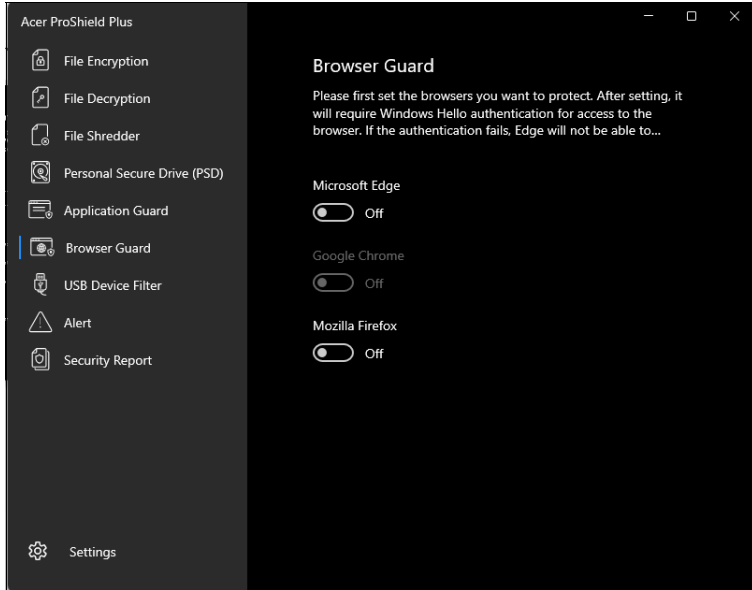 Acer ProShield Plus
File Encryption
File Decryption
File Shredder
Personal Secure Drive (PSD)
Application Guard
Browser Guard
USB Device Filter
Alert
Security Report
Settings
Browser Guard
Please first set the browsers you want to protect. After setting, it
will require Windows Hello authentication for access to the
browser. If the authentication fails, Edge will not be able to...
Microsoft Edge
Off
Google Chrome
Off
Mozilla Firefox
Off